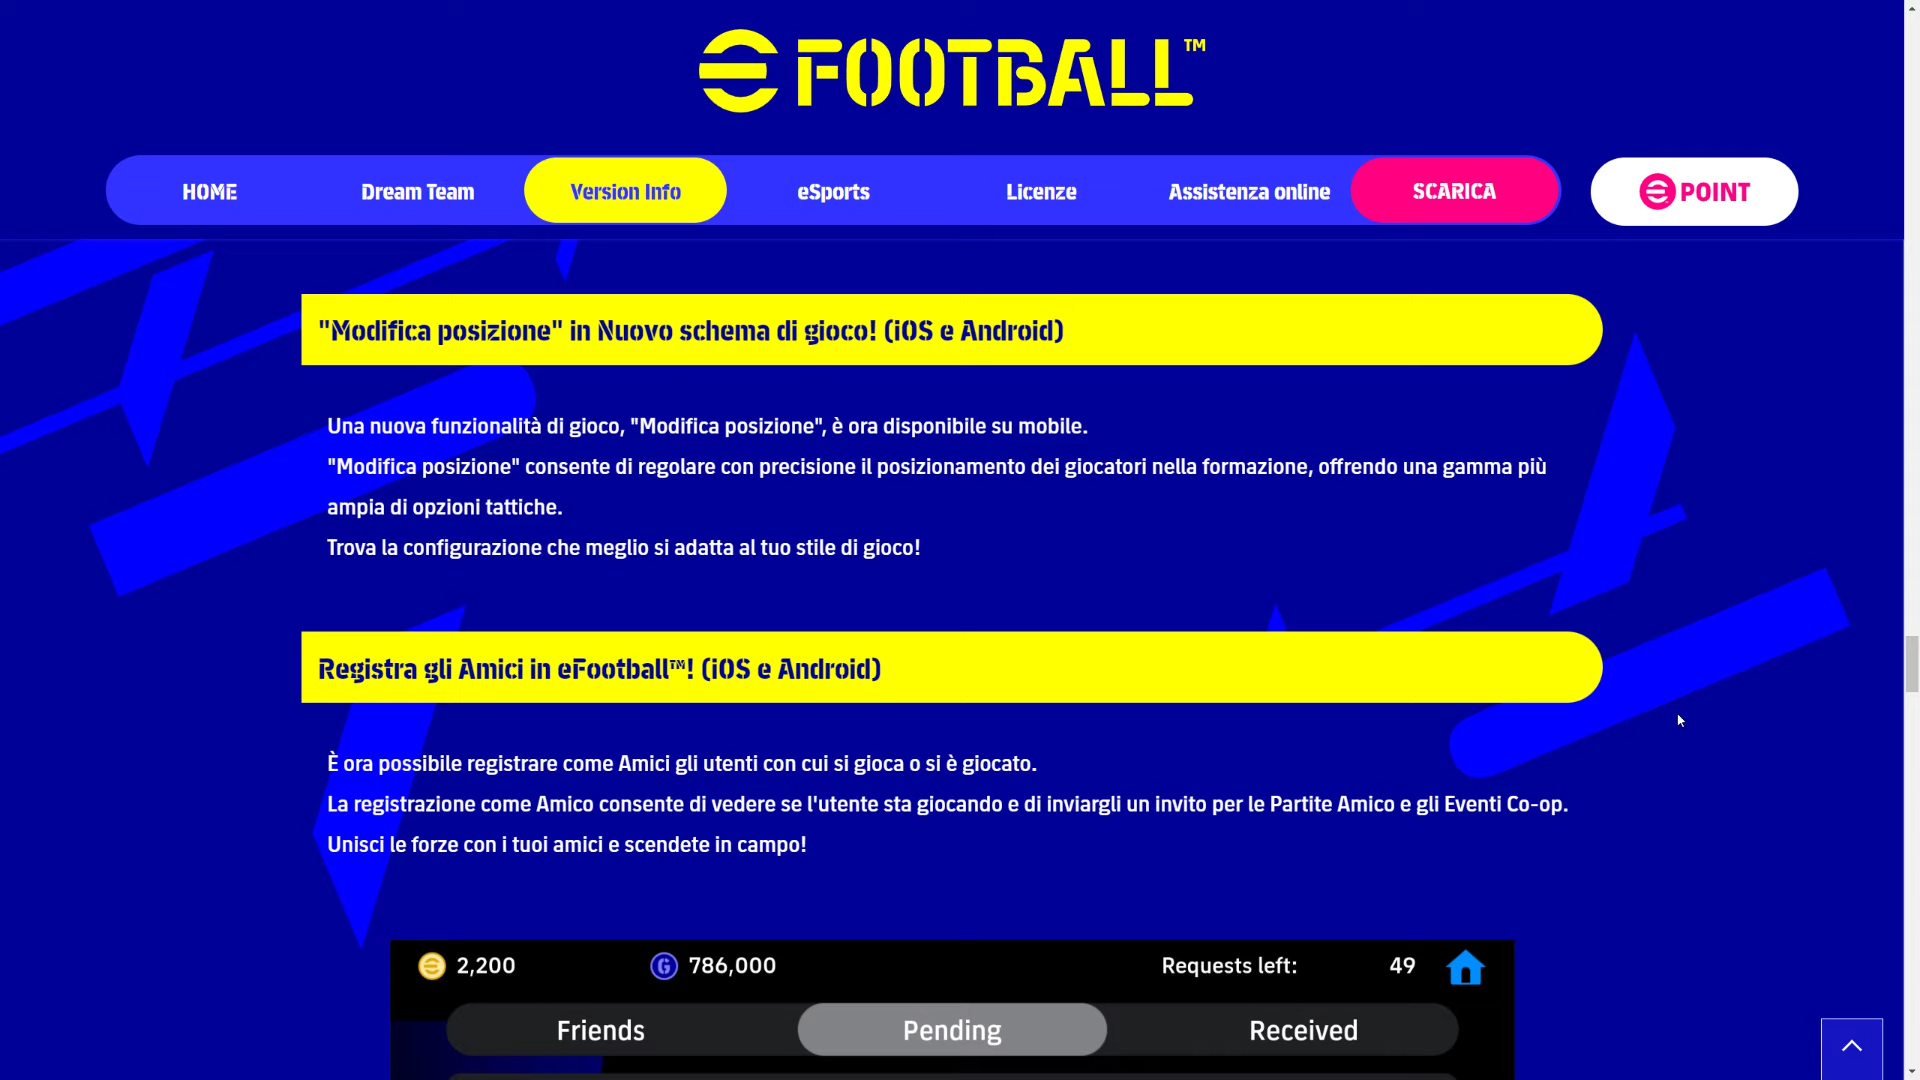 FOOTBALL™
HOME
Dream Team
Version Info
eSports
Licenze
Assistenza online
SCARICA
POINT
"Modifica posizione" in Nuovo schema di gioco! (iOS e Android)
Una nuova funzionalità di gioco, "Modifica posizione", è ora disponibile su mobile.
"Modifica posizione" consente di regolare con precisione il posizionamento dei giocatori nella formazione, offrendo una gamma più
ampia di opzioni tattiche.
Trova la configurazione che meglio si adatta al tuo stile di gioco!
Registra gli Amici in eFootball™! (iOS e Android)
È ora possibile registrare come Amici gli utenti con cui si gioca o si è giocato.
La registrazione come Amico consente di vedere se l'utente sta giocando e di inviargli un invito per le Partite Amico e gli Eventi Co-op.
Unisci le forze con i tuoi amici e scendete in campo!
2,200
786,000
Requests left:
49
Friends
Pending
Received